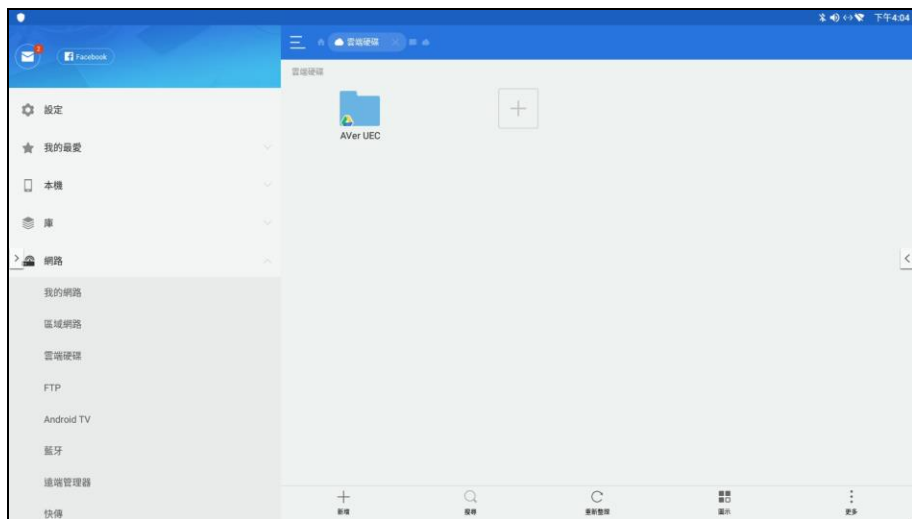 下午4:04
2
Facebook
雲端硬碟
雲端硬碟
AVer UEC
設定
我的最愛
本機
庫
網路
我的網路
區域網路
雲端硬碟
FTP
Android TV
藍牙
遠端管理器
快傳
新增
搜尋
重新整理
圖示
更多